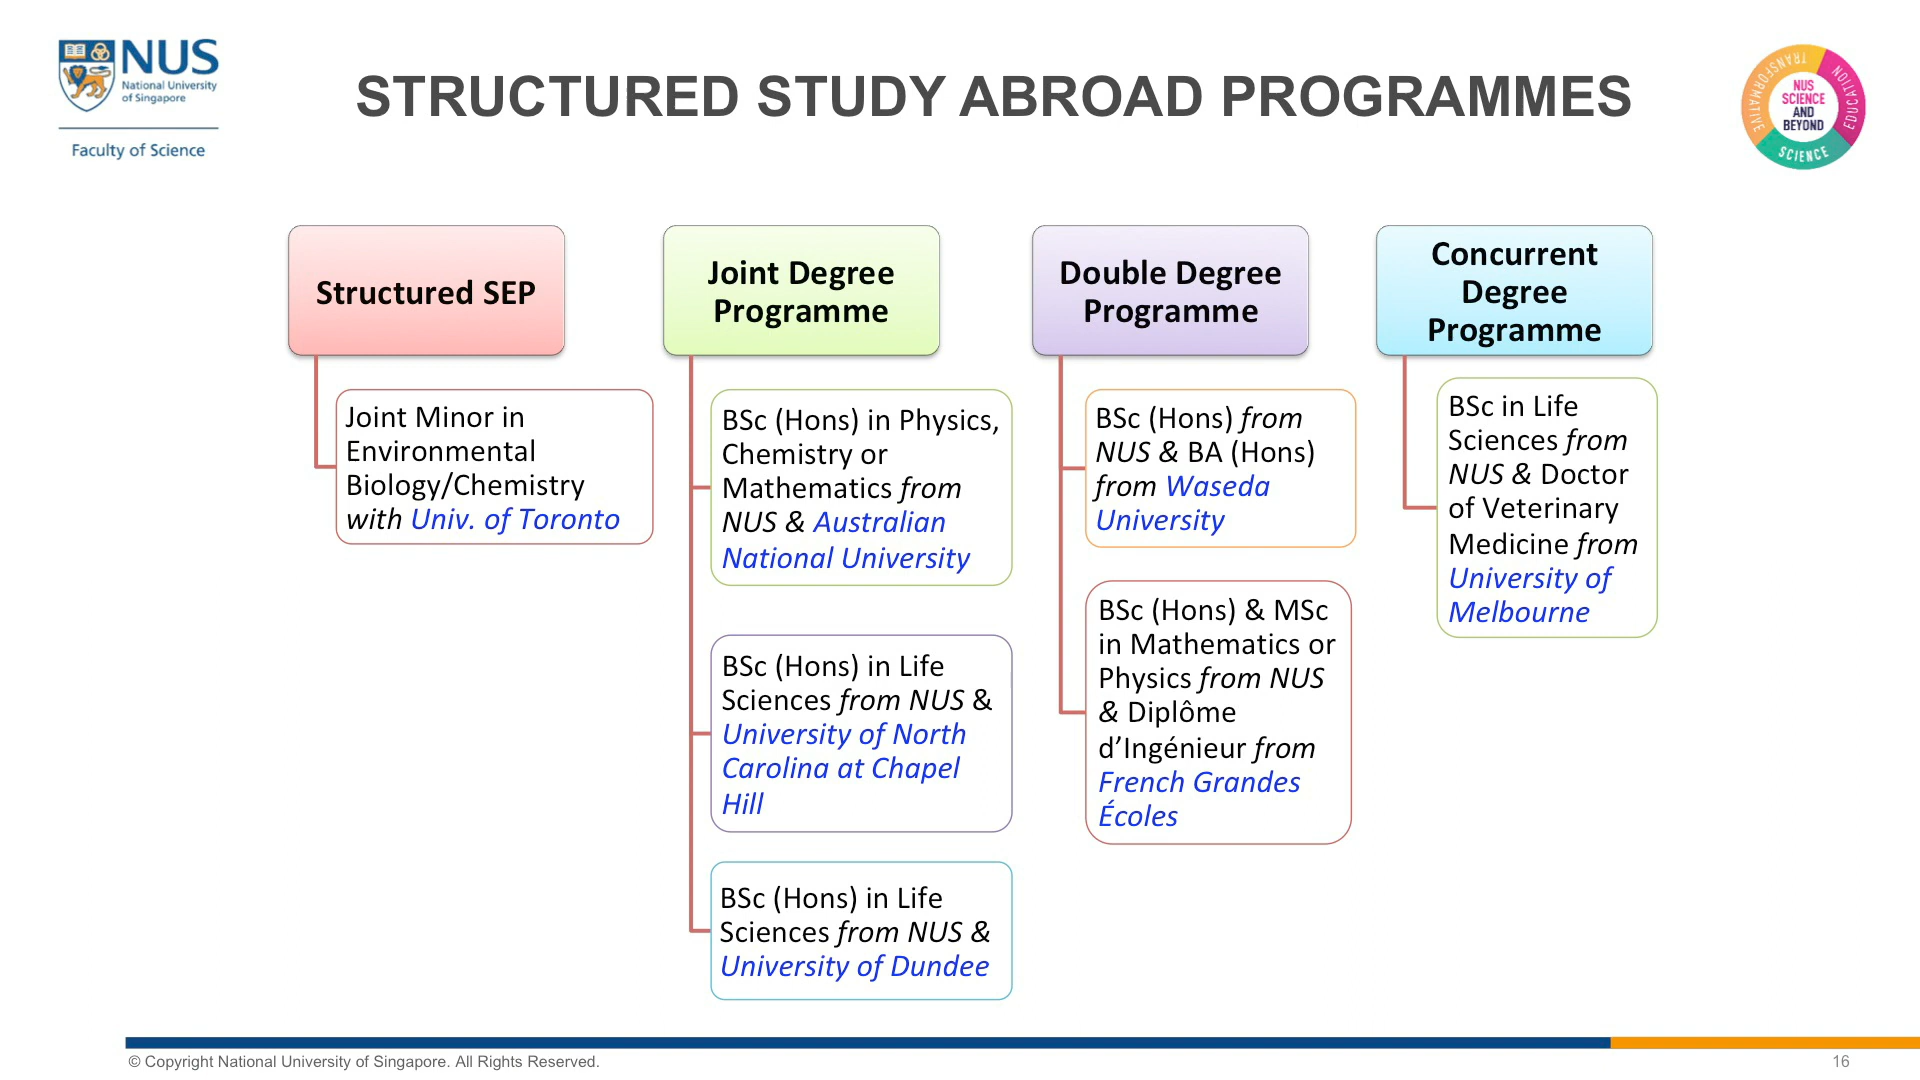 NUS
National University
of Singapore
Faculty of Science
STRUCTURED STUDY ABROAD PROGRAMMES
TRANSFORMATIVE
EDUCATION
SCIENCE
NUS
SCIENCE
AND
BEYOND
Structured SEP
Joint Minor in
Environmental
Biology/Chemistry
with Univ. of Toronto
Joint Degree
Programme
BSc (Hons) in Physics,
Chemistry or
Mathematics from
NUS & Australian
National University
BSc (Hons) in Life
Sciences from NUS &
University of North
Carolina at Chapel
Hill
BSc (Hons) in Life
Sciences from NUS &
University of Dundee
Double Degree
Programme
BSc (Hons) from
NUS & BA (Hons)
from Waseda
University
BSc (Hons) & MSc
in Mathematics or
Physics from NUS
& Diplôme
d’Ingénieur from
French Grandes
Écoles
Concurrent
Degree
Programme
BSc in Life
Sciences from
NUS & Doctor
of Veterinary
Medicine from
University of
Melbourne
© Copyright National University of Singapore. All Rights Reserved.
16